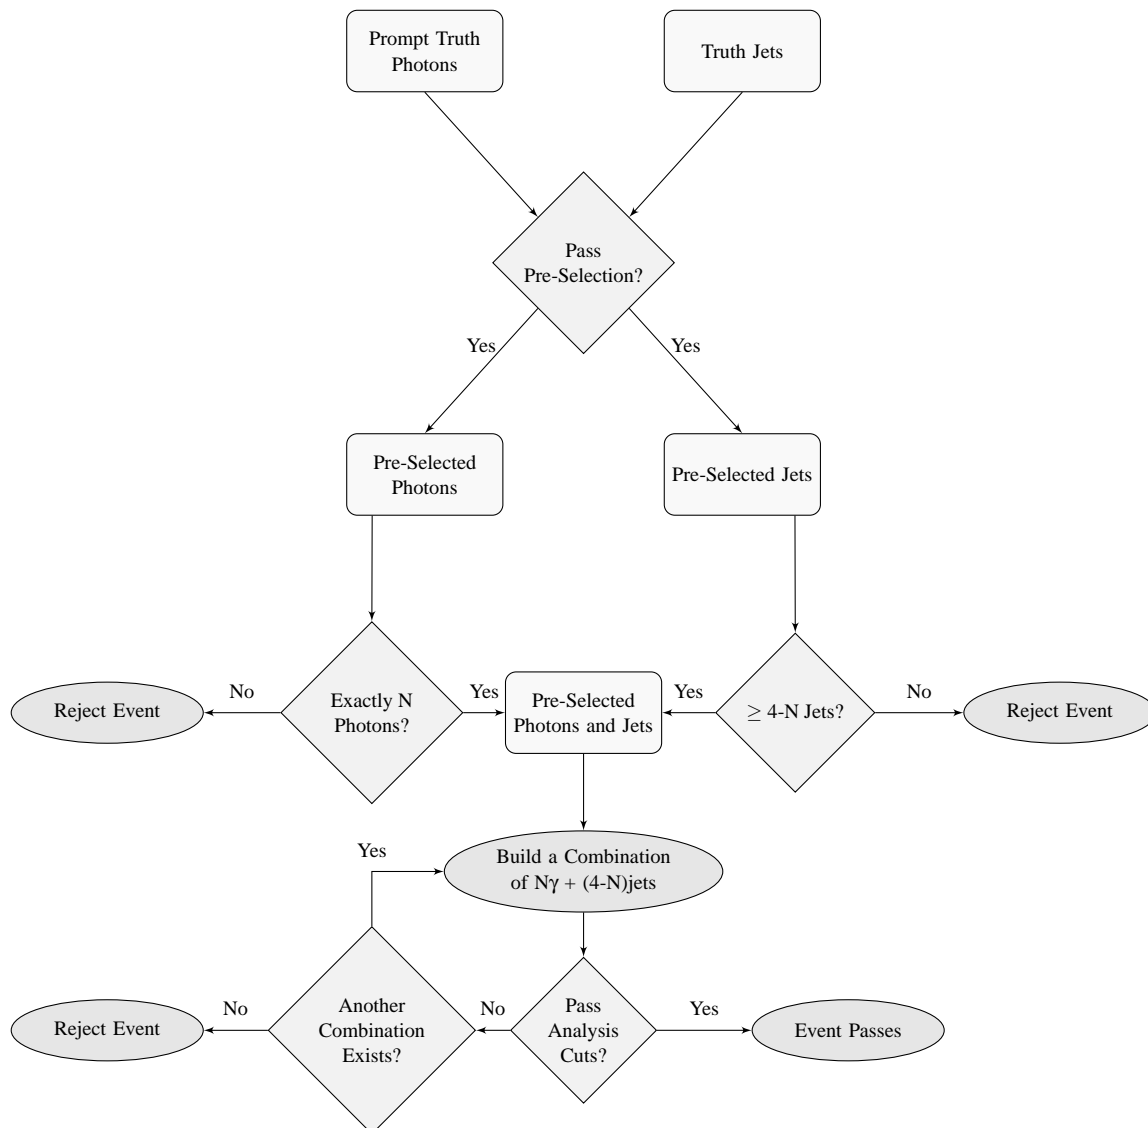 Prompt Truth
Photons
Truth Jets
Pass
Pre-Selection?
Yes
Yes
Pre-Selected
Photons
Pre-Selected Jets
Reject Event
No
Exactly N
Photons?
Yes
Pre-Selected
Photons and Jets
Yes
≥ 4-N Jets?
No
Reject Event
Yes
Build a Combination
of Nγ + (4-N)jets
Reject Event
No
Another
Combination
Exists?
No
Pass
Analysis
Cuts?
Yes
Event Passes